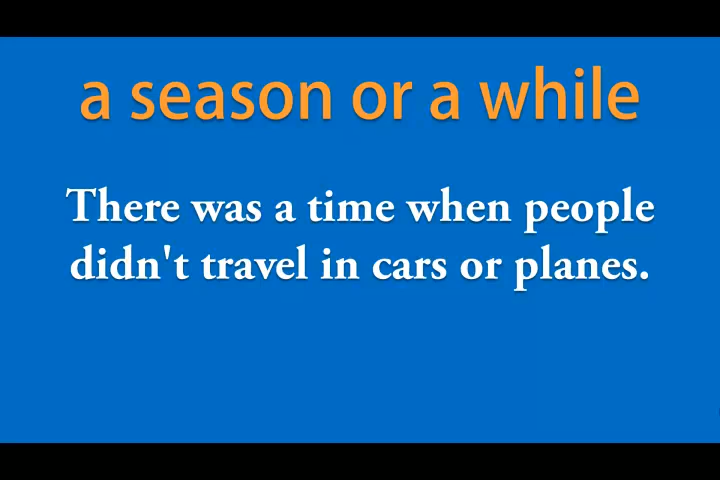 a season or a while
There was a time when people
didn't travel in cars or planes.